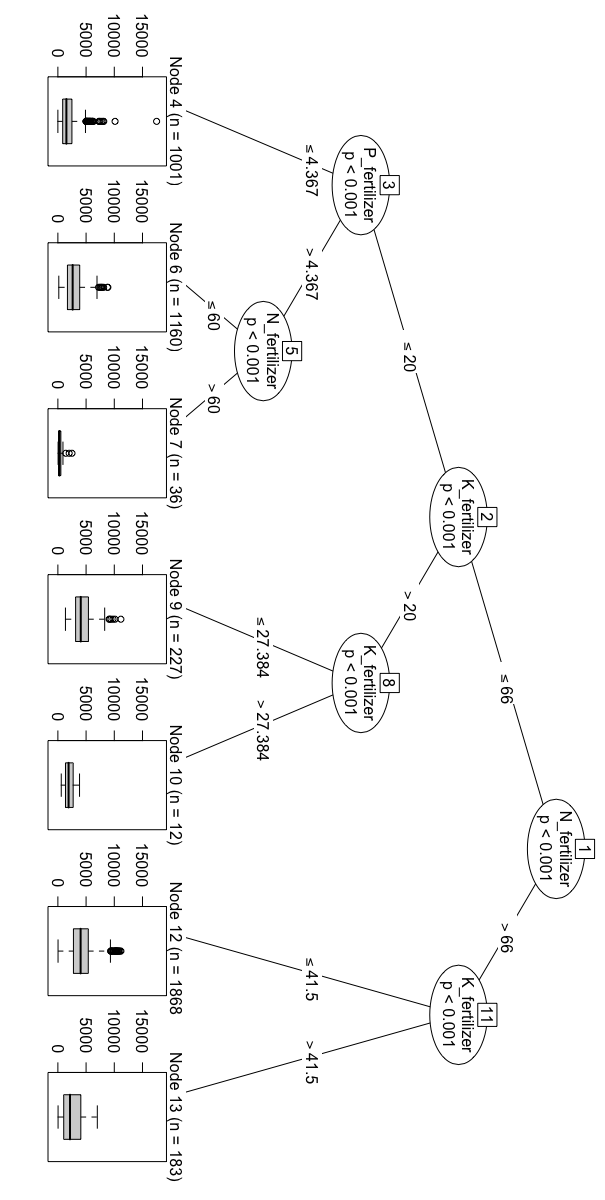 1
N_fertilizer
p < 0.001
≤ 66
> 66
2
K_fertilizer
p < 0.001
≤ 20
> 20
3
P_fertilizer
p < 0.001
≤ 4.367
> 4.367
Node 4 (n = 1001)
0
5000
10000
15000
5
N_fertilizer
p < 0.001
≤ 60
> 60
Node 6 (n = 1160)
0
5000
10000
15000
Node 7 (n = 36)
0
5000
10000
15000
8
K_fertilizer
p < 0.001
≤ 27.384
> 27.384
Node 9 (n = 227)
0
5000
10000
15000
Node 10 (n = 12)
0
5000
10000
15000
11
K_fertilizer
p < 0.001
≤ 41.5
> 41.5
Node 12 (n = 1868
0
5000
10000
15000
Node 13 (n = 183)
0
5000
10000
15000